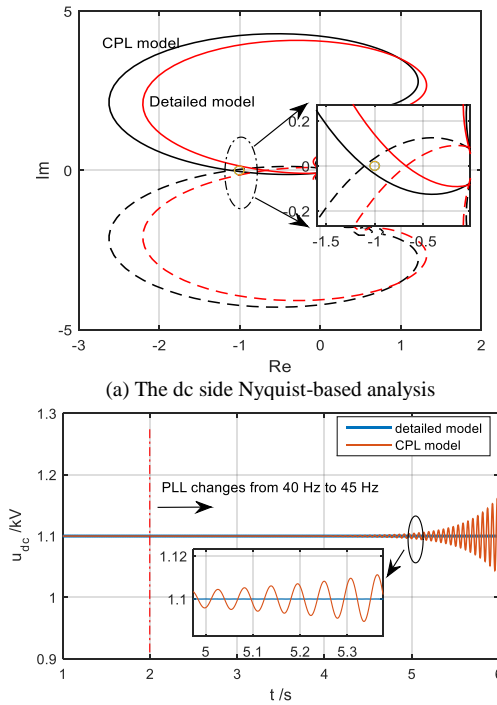 5
CPL model
Detailed model
0.2
0
-0.2
-1.5 -1 -0.5
Im
0
-5
-3 -2 -1 0 1 2
Re
(a) The dc side Nyquist-based analysis
1.3
detailed model
CPL model
1.2
PLL changes from 40 Hz to 45 Hz
u_dc /kV
1.1
1.12
1.1
5 5.1 5.2 5.3
1
0.9
1 2 3 4 5 6
t /s